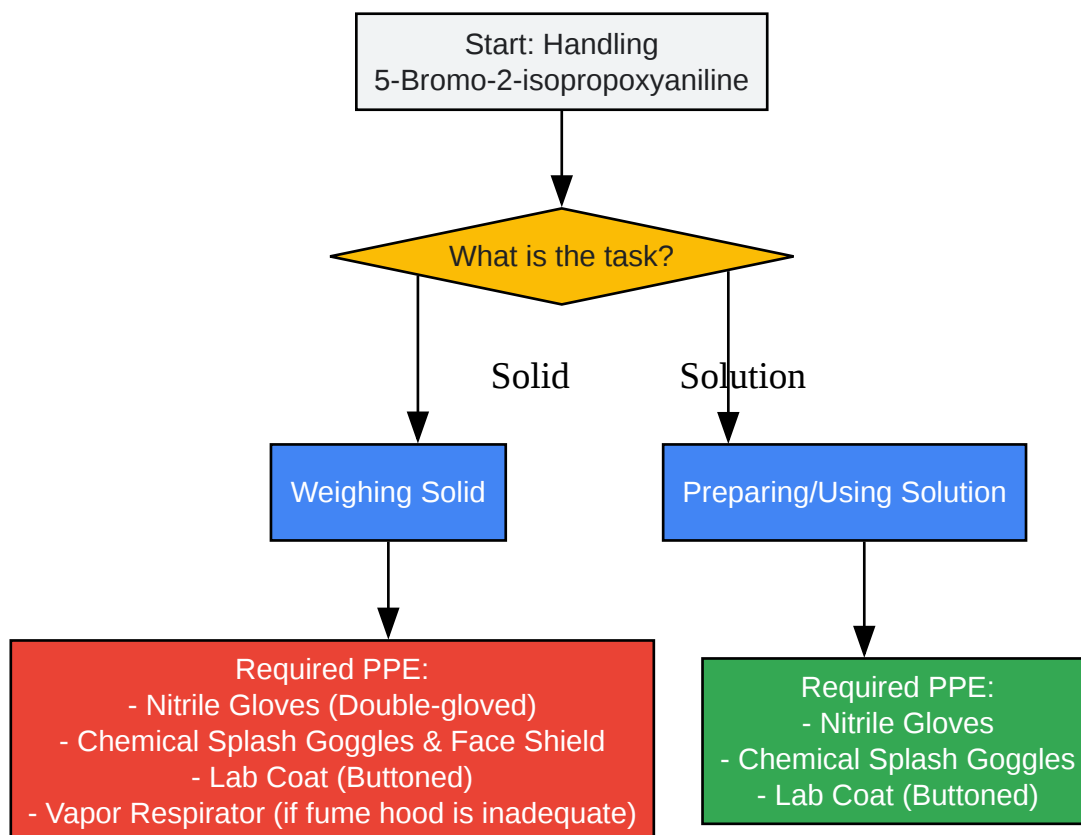 Start: Handling
5-Bromo-2-isopropoxyaniline
What is the task?
Solid
Solution
Weighing Solid
Preparing/Using Solution
Required PPE:
- Nitrile Gloves (Double-gloved)
- Chemical Splash Goggles & Face Shield
- Lab Coat (Buttoned)
- Vapor Respirator (if fume hood is inadequate)
Required PPE:
- Nitrile Gloves
- Chemical Splash Goggles
- Lab Coat (Buttoned)